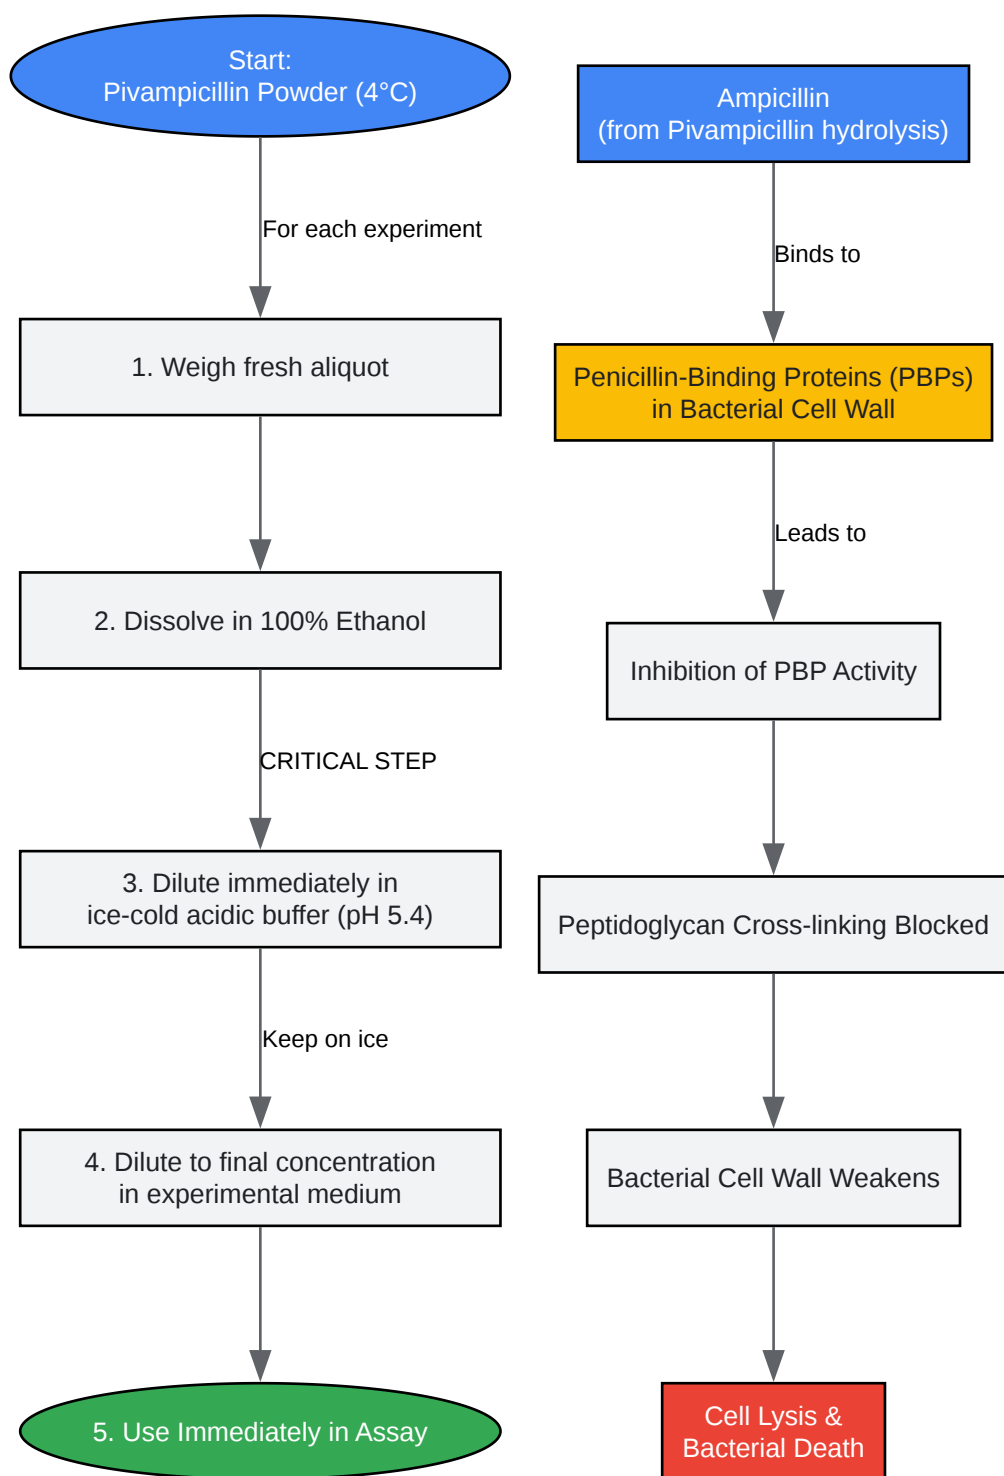 Start:
Pivampicillin Powder (4°C)
For each experiment
1. Weigh fresh aliquot
2. Dissolve in 100% Ethanol
CRITICAL STEP
3. Dilute immediately in
ice-cold acidic buffer (pH 5.4)
Keep on ice
4. Dilute to final concentration
in experimental medium
5. Use Immediately in Assay
Ampicillin
(from Pivampicillin hydrolysis)
Binds to
Penicillin-Binding Proteins (PBPs)
in Bacterial Cell Wall
Leads to
Inhibition of PBP Activity
Peptidoglycan Cross-linking Blocked
Bacterial Cell Wall Weakens
Cell Lysis &
Bacterial Death